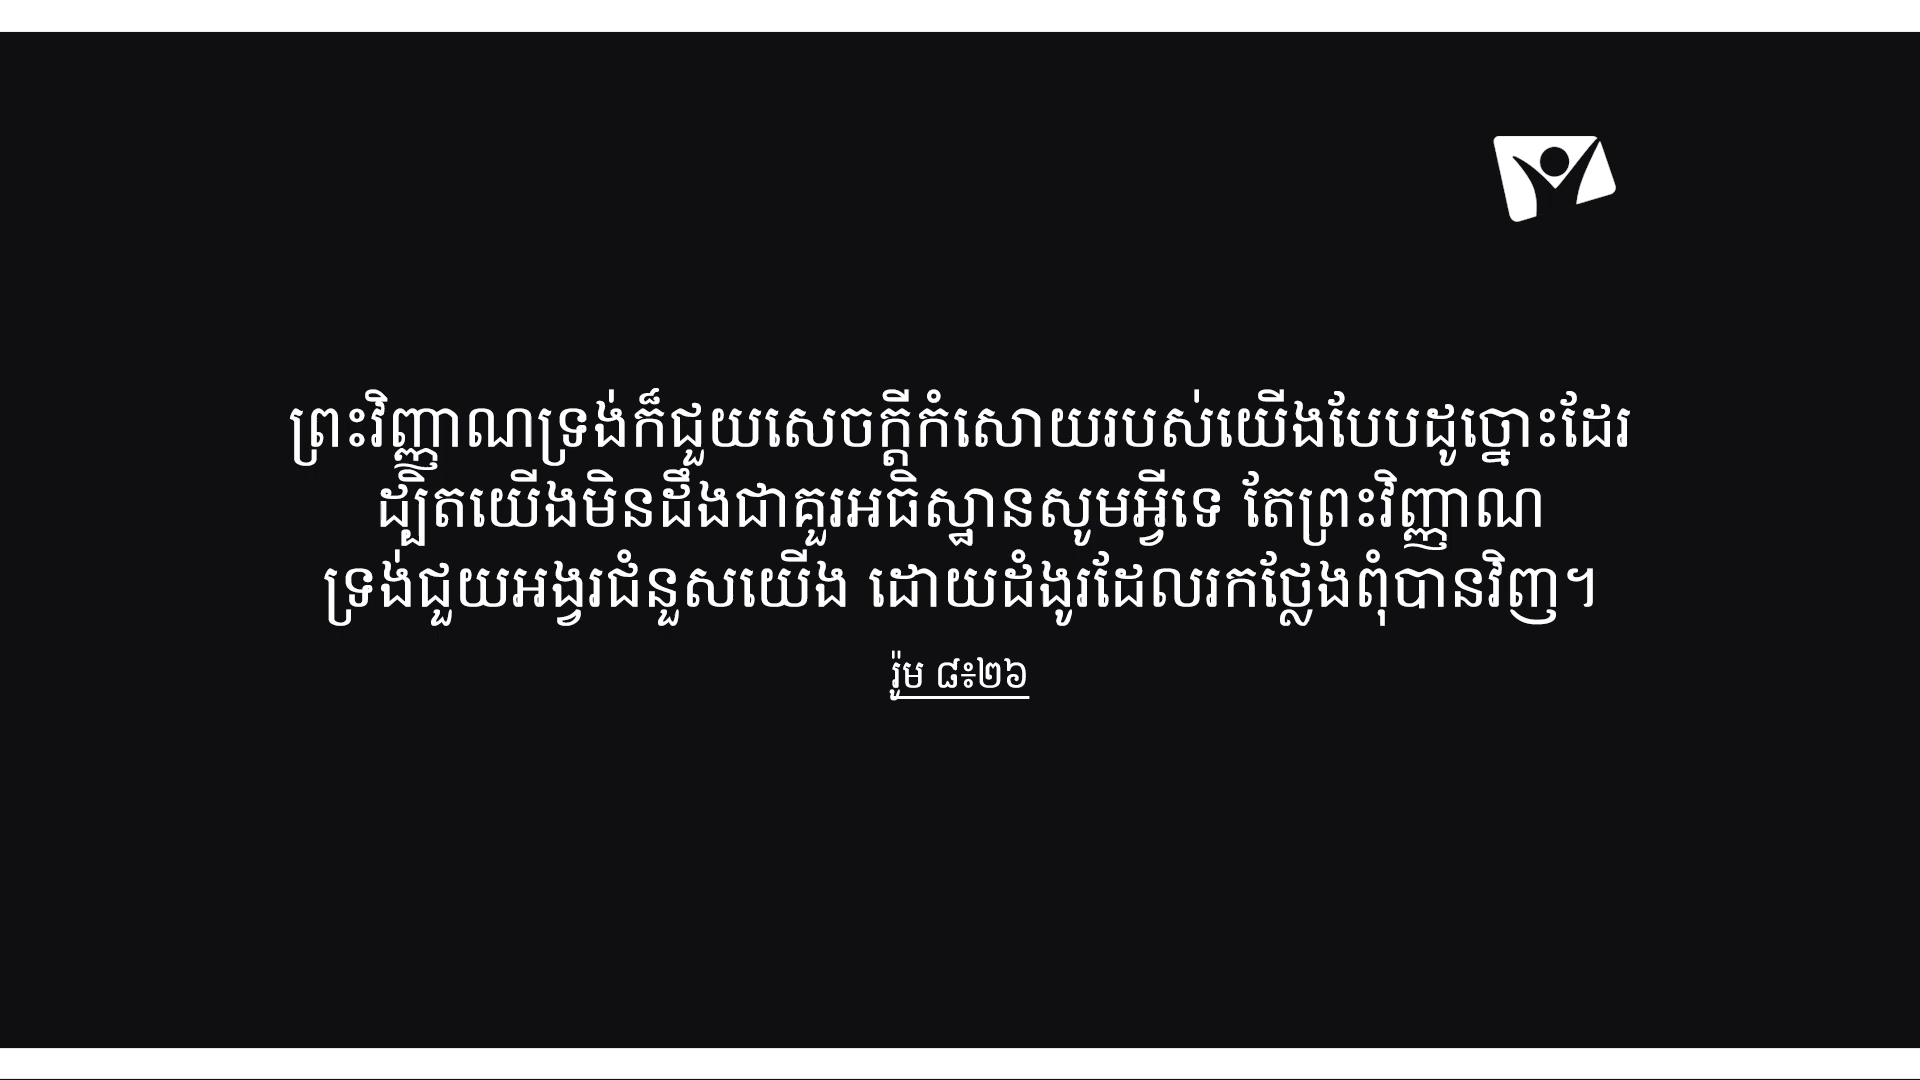 ព្រះវិញ្ញាណទ្រង់ក៏ជួយសេចក្តីកំសោយរបស់យើងបែបដូច្នោះដែរ
ដ្បិតយើងមិនដឹងជាគួរអធិស្ឋានសូមអ្វីទេ តែព្រះវិញ្ញាណ
ទ្រង់ជួយអង្វរជំនួសយើង ដោយដំងូរដែលរកថ្លែងពុំបានវិញ។
រ៉ូម ៨៖២៦